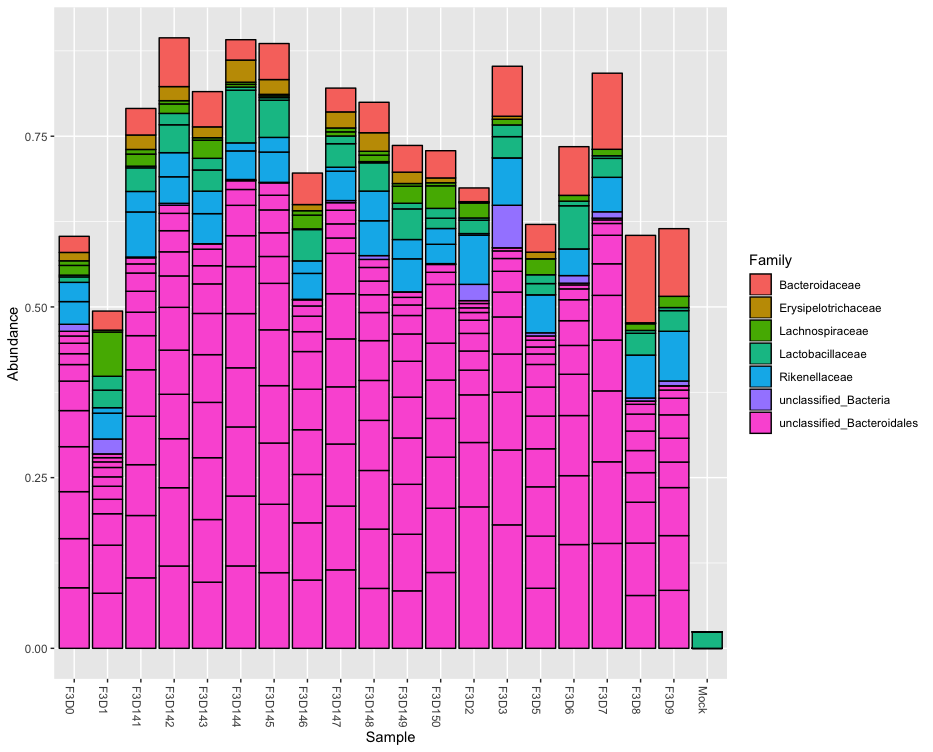 Abundance
0.75
0.50
0.25
0.00
F3D0
F3D1
F3D141
F3D142
F3D143
F3D144
F3D145
F3D146
F3D147
F3D148
F3D149
F3D150
F3D2
F3D3
F3D5
F3D6
F3D7
F3D8
F3D9
Mock
Sample
Family
Bacteroidaceae
Erysipelotrichaceae
Lachnospiraceae
Lactobacillaceae
Rikenellaceae
unclassified_Bacteria
unclassified_Bacteroidales